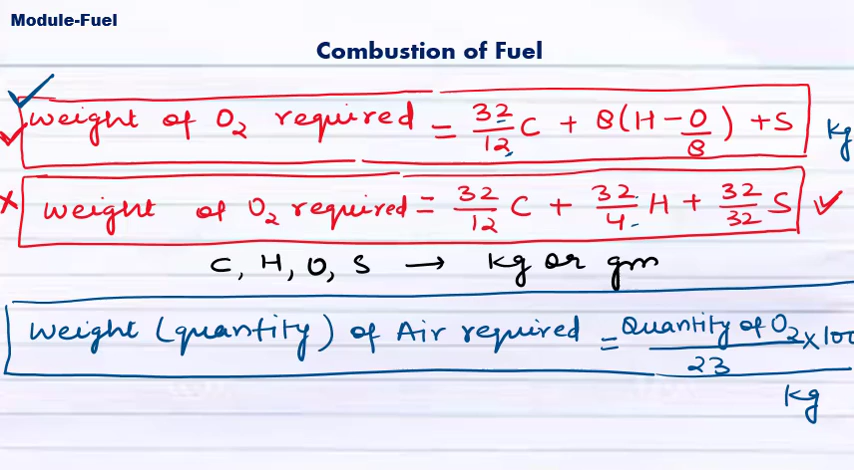 Module-Fuel
Combustion of Fuel
weight of O₂ required = 32/12 C + 8(H - O/8) + S kg
weight of O₂ required = 32/12 C + 32/4 H + 32/32 S
C, H, O, S → kg or gm
Weight (quantity) of Air required = Quantity of O₂/23 × 100
kg